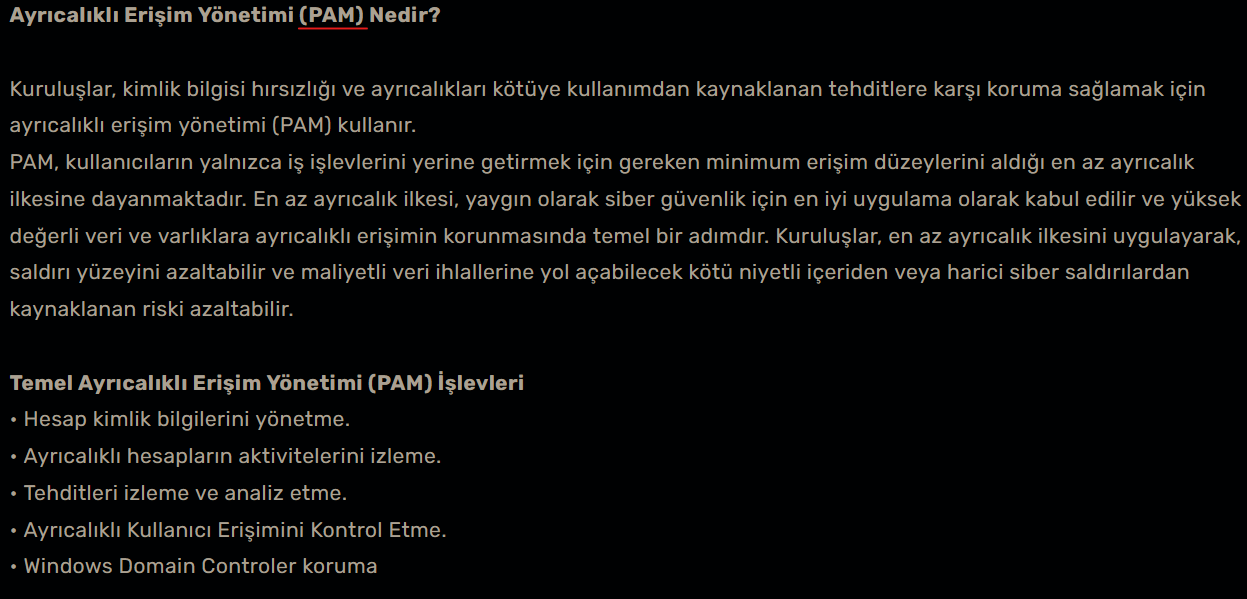 Ayrıcalıklı Erişim Yönetimi (PAM) Nedir?
Kuruluşlar, kimlik bilgisi hırsızlığı ve ayrıcalıkları kötüye kullanımdan kaynaklanan tehditlere karşı koruma sağlamak için
ayrıcalıklı erişim yönetimi (PAM) kullanır.
PAM, kullanıcıların yalnızca iş işlevlerini yerine getirmek için gereken minimum erişim düzeylerini aldığı en az ayrıcalık
ilkesine dayanmaktadır. En az ayrıcalık ilkesi, yaygın olarak siber güvenlik için en iyi uygulama olarak kabul edilir ve yüksek
değerli veri ve varlıklara ayrıcalıklı erişimin korunmasında temel bir adımdır. Kuruluşlar, en az ayrıcalık ilkesini uygulayarak,
saldırı yüzeyini azaltabilir ve maliyetli veri ihlallerine yol açabilecek kötü niyetli içeriden veya harici siber saldırılardan
kaynaklanan riski azaltabilir.
Temel Ayrıcalıklı Erişim Yönetimi (PAM) İşlevleri
• Hesap kimlik bilgilerini yönetme.
• Ayrıcalıklı hesapların aktivitelerini izleme.
• Tehditleri izleme ve analiz etme.
• Ayrıcalıklı Kullanıcı Erişimini Kontrol Etme.
• Windows Domain Controler koruma